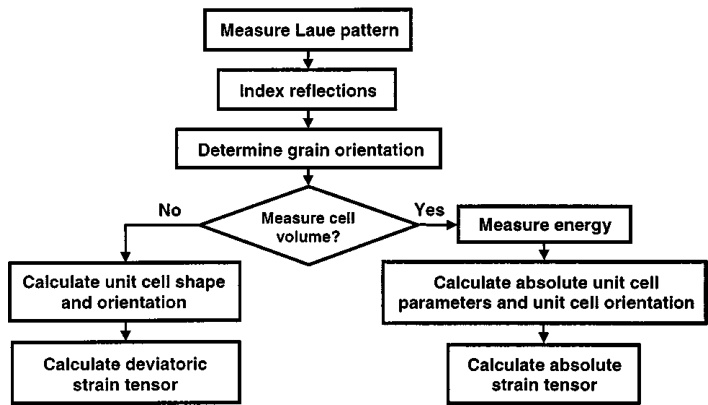 Measure Laue pattern
Index reflections
Determine grain orientation
No
Measure cell
volume?
Yes
Measure energy
Calculate unit cell shape
and orientation
Calculate absolute unit cell
parameters and unit cell orientation
Calculate deviatoric
strain tensor
Calculate absolute
strain tensor